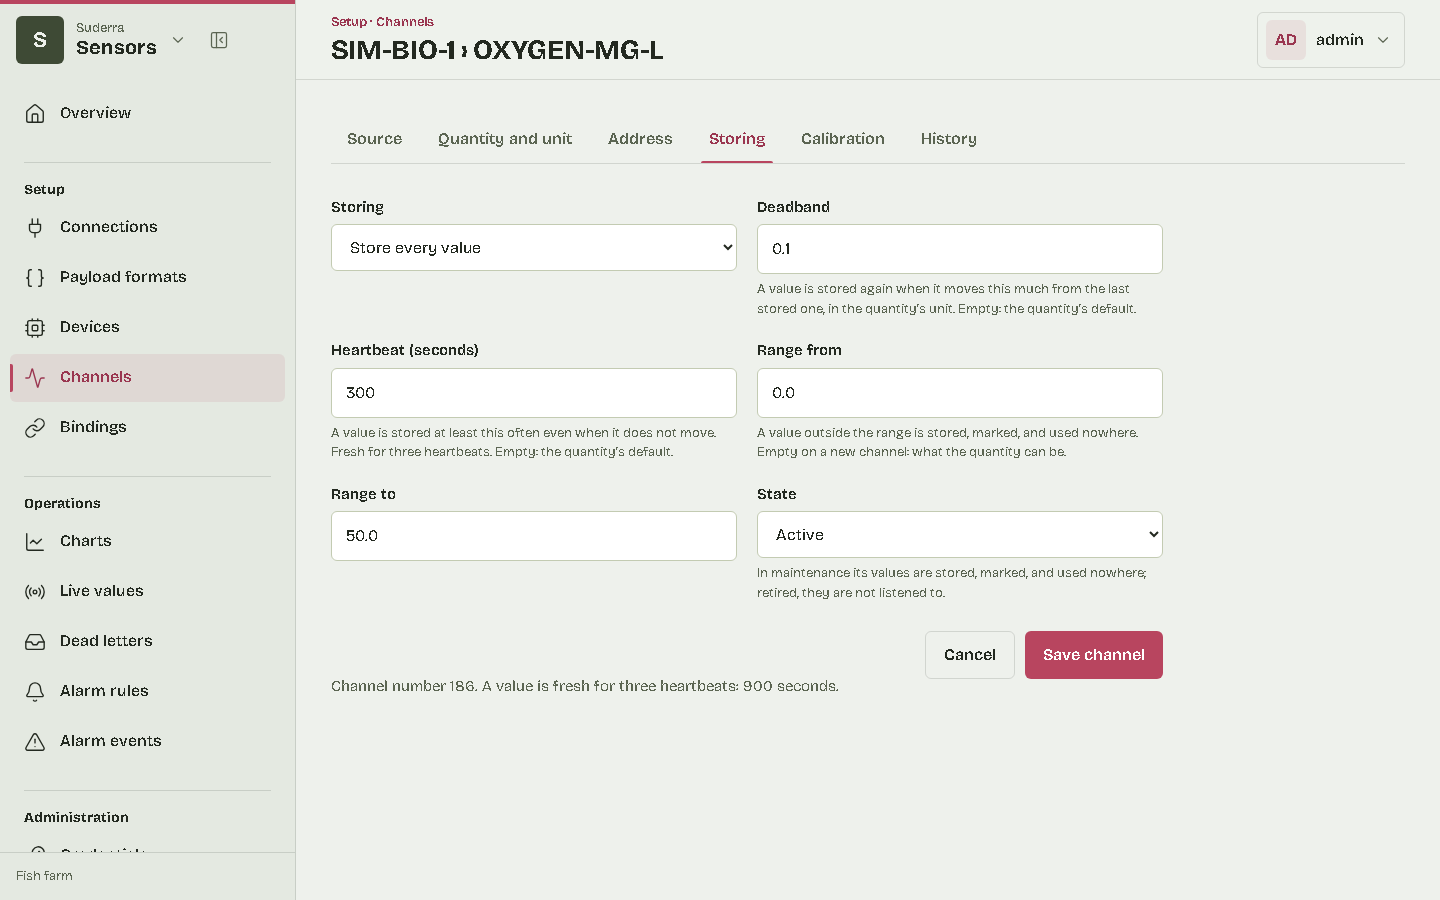 S
Suderra
Sensors
Overview
Setup
Connections
Payload formats
Devices
Channels
Bindings
Operations
Charts
Live values
Dead letters
Alarm rules
Alarm events
Administration
Fish farm
Setup · Channels
SIM-BIO-1 › OXYGEN-MG-L
AD
admin
Source
Quantity and unit
Address
Storing
Calibration
History
Storing
Store every value
Deadband
0.1
A value is stored again when it moves this much from the last
stored one, in the quantity's unit. Empty: the quantity's default.
Heartbeat (seconds)
300
A value is stored at least this often even when it does not move.
Fresh for three heartbeats. Empty: the quantity's default.
Range from
0.0
A value outside the range is stored, marked, and used nowhere.
Empty on a new channel: what the quantity can be.
Range to
50.0
State
Active
In maintenance its values are stored, marked, and used nowhere;
retired, they are not listened to.
Cancel
Save channel
Channel number 186. A value is fresh for three heartbeats: 900 seconds.